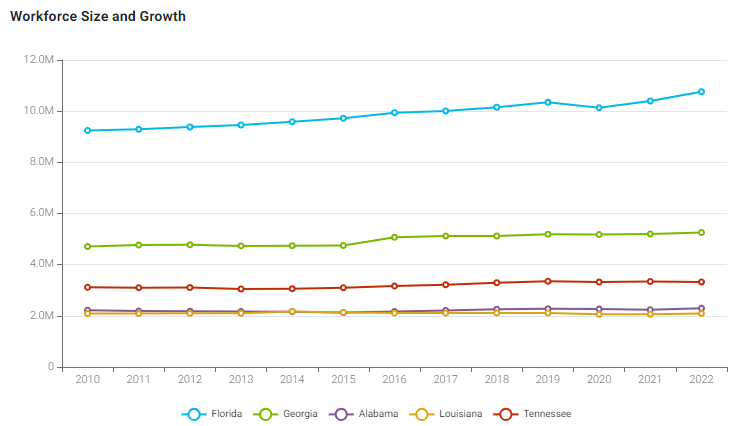 Workforce Size and Growth
12.0M
10.0M
8.0M
6.0M
4.0M
2.0M
0
2010 2011 2012 2013 2014 2015 2016 2017 2018 2019 2020 2021 2022
Florida Georgia Alabama Louisiana Tennessee